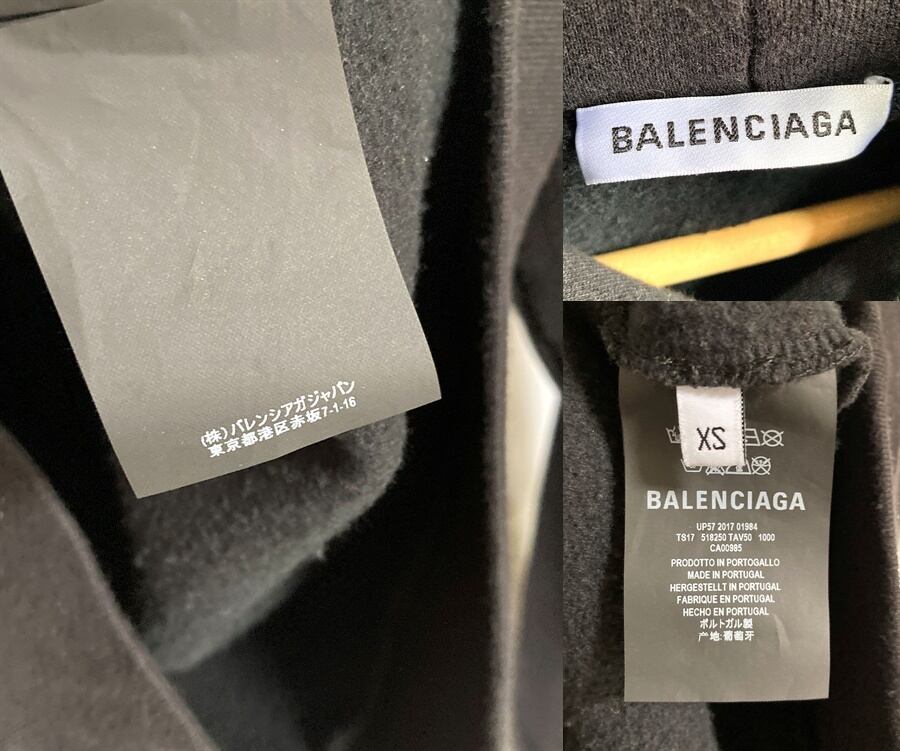 (株)バレンシアガジャパン
東京都港区赤坂7-1-16
BALENCIAGA
XS
BALENCIAGA
UP57 2017 01984
TS17 518250 TAV50 1000
CA00985
PRODOTTO IN PORTOGALLO
MADE IN PORTUGAL
HERGESTELLT IN PORTUGAL
FABRIQUE EN PORTUGAL
HECHO EN PORTUGAL
ポルトガル製
产地:葡萄牙